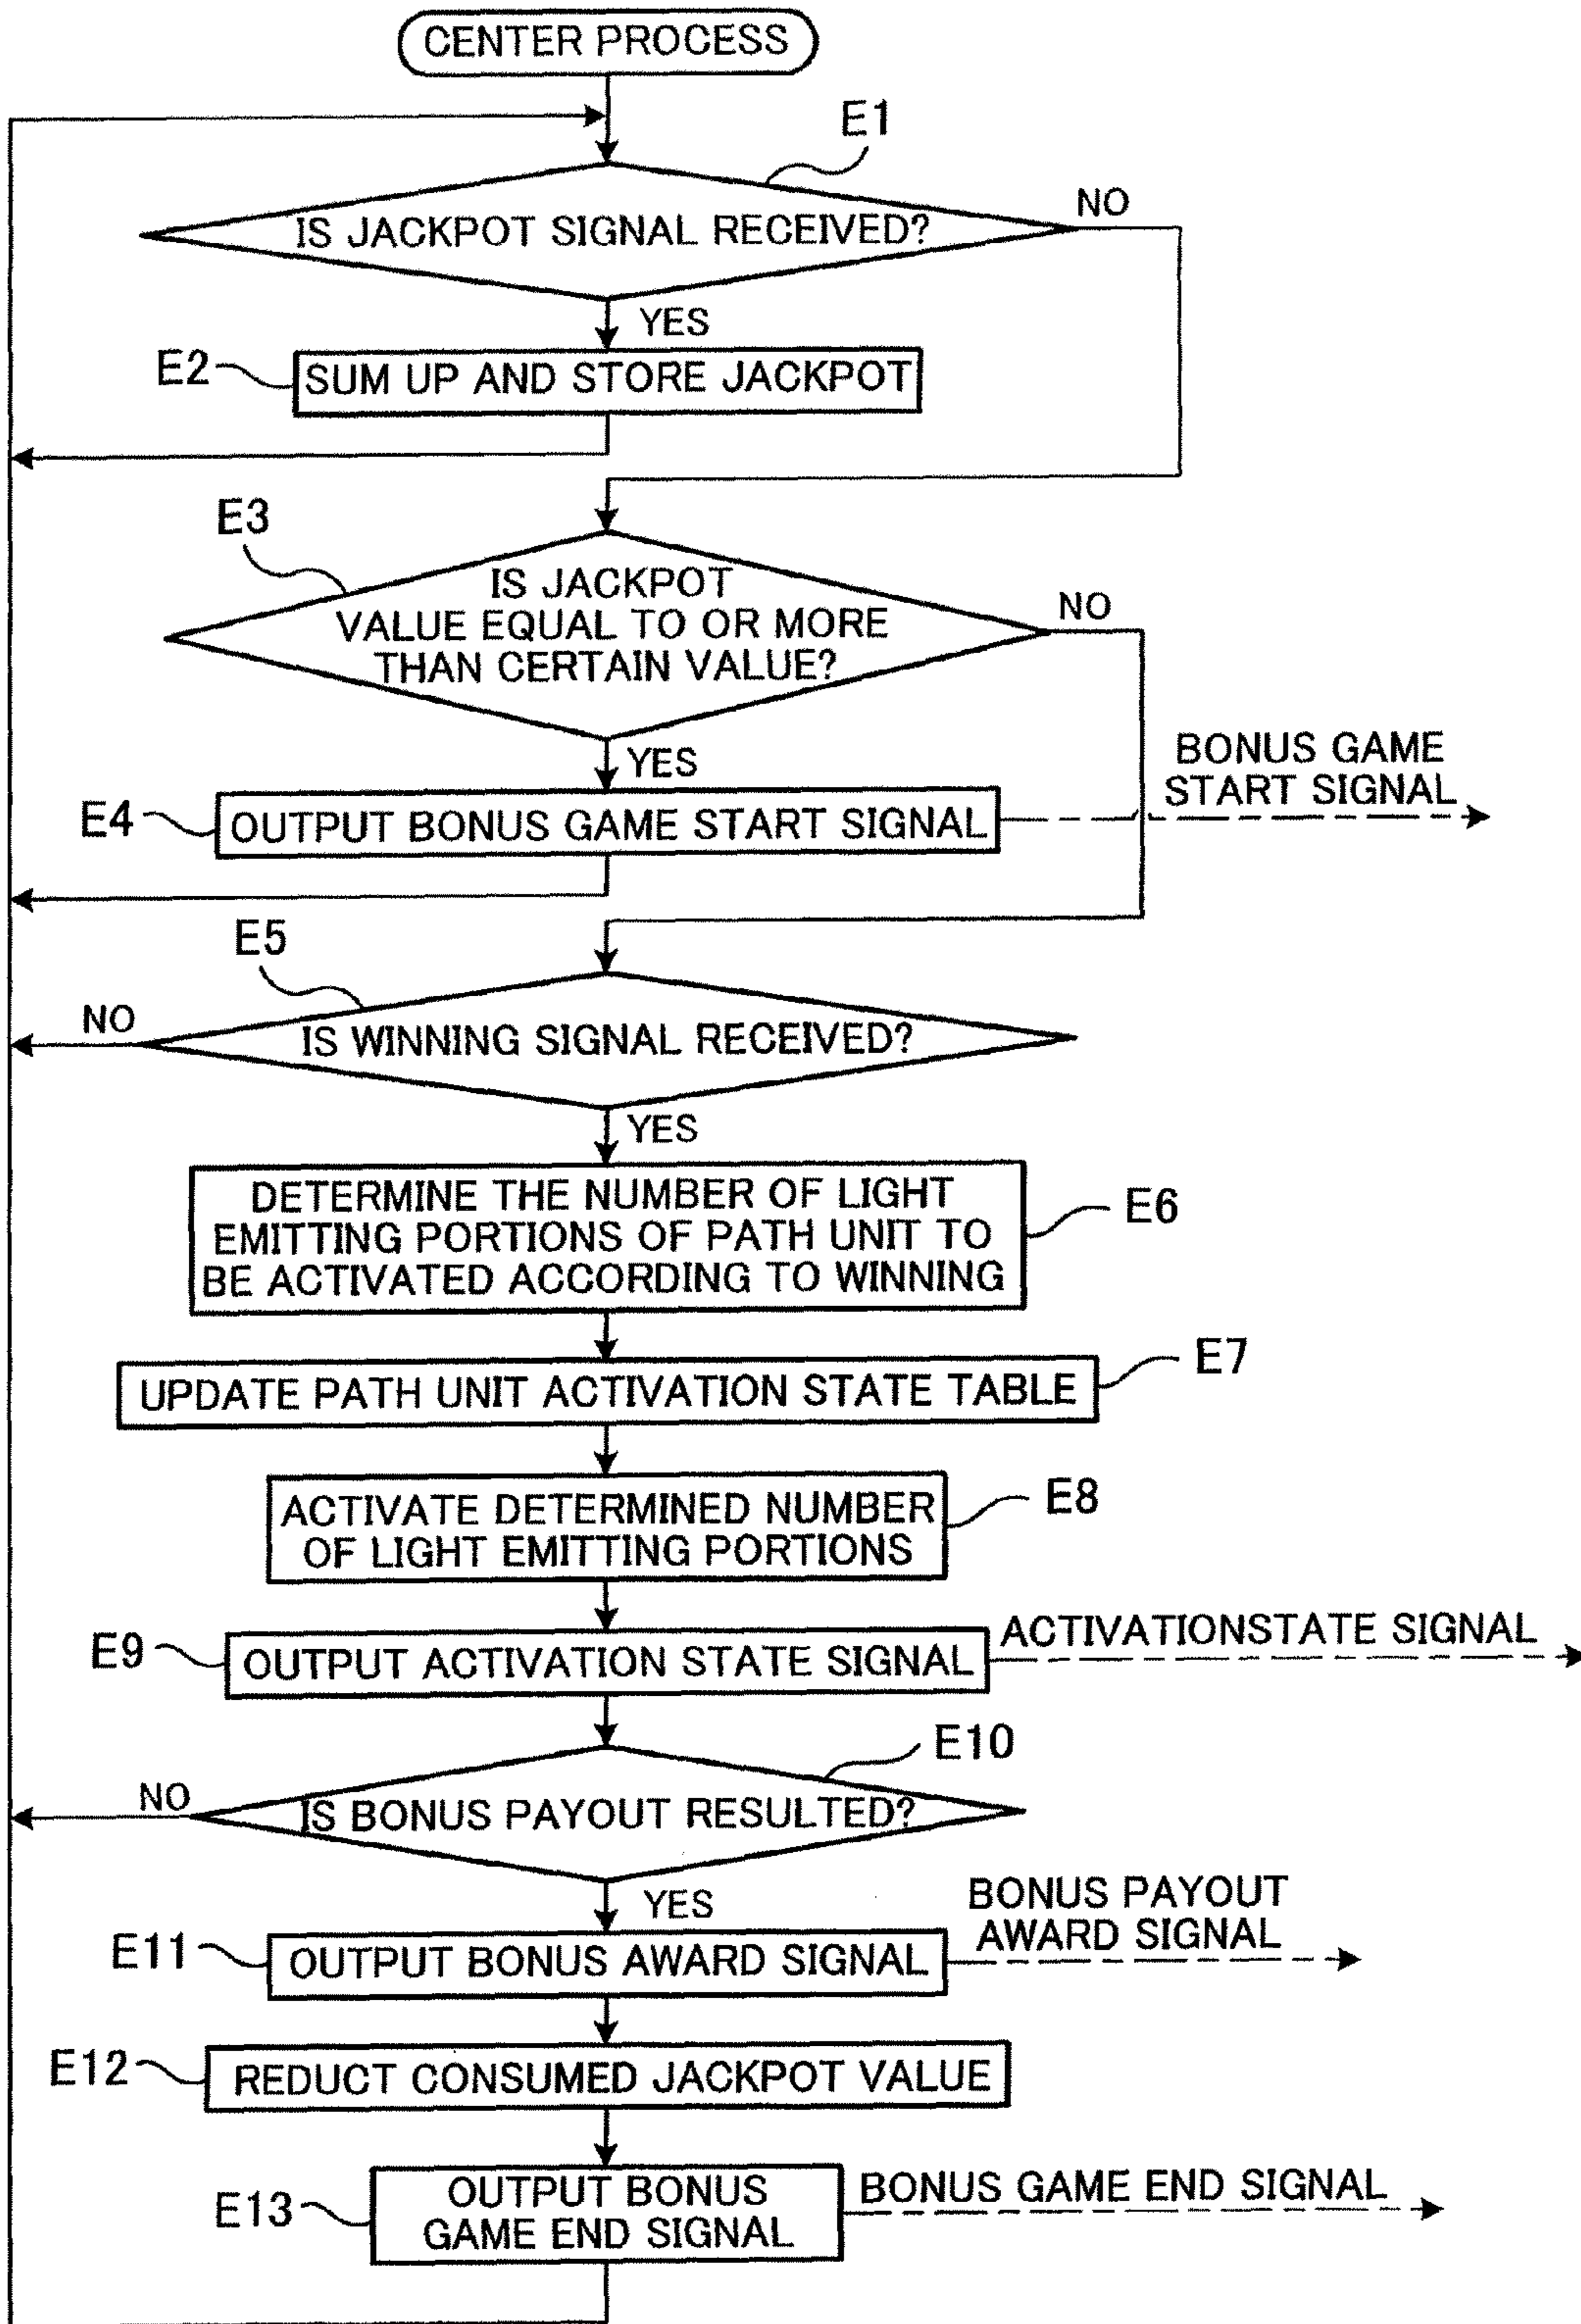 CENTER PROCESS
E1
IS JACKPOT SIGNAL RECEIVED?
NO
YES
E2
SUM UP AND STORE JACKPOT
E3
IS JACKPOT
VALUE EQUAL TO OR MORE
THAN CERTAIN VALUE?
NO
YES
E4
OUTPUT BONUS GAME START SIGNAL
BONUS GAME
START SIGNAL
E5
NO
IS WINNING SIGNAL RECEIVED?
YES
DETERMINE THE NUMBER OF LIGHT
EMITTING PORTIONS OF PATH UNIT TO
BE ACTIVATED ACCORDING TO WINNING
E6
UPDATE PATH UNIT ACTIVATION STATE TABLE
E7
ACTIVATE DETERMINED NUMBER
OF LIGHT EMITTING PORTIONS
E8
E9
OUTPUT ACTIVATION STATE SIGNAL
ACTIVATIONSTATE SIGNAL
E10
NO
IS BONUS PAYOUT RESULTED?
YES
E11
OUTPUT BONUS AWARD SIGNAL
BONUS PAYOUT
AWARD SIGNAL
E12
REDUCT CONSUMED JACKPOT VALUE
E13
OUTPUT BONUS
GAME END SIGNAL
BONUS GAME END SIGNAL